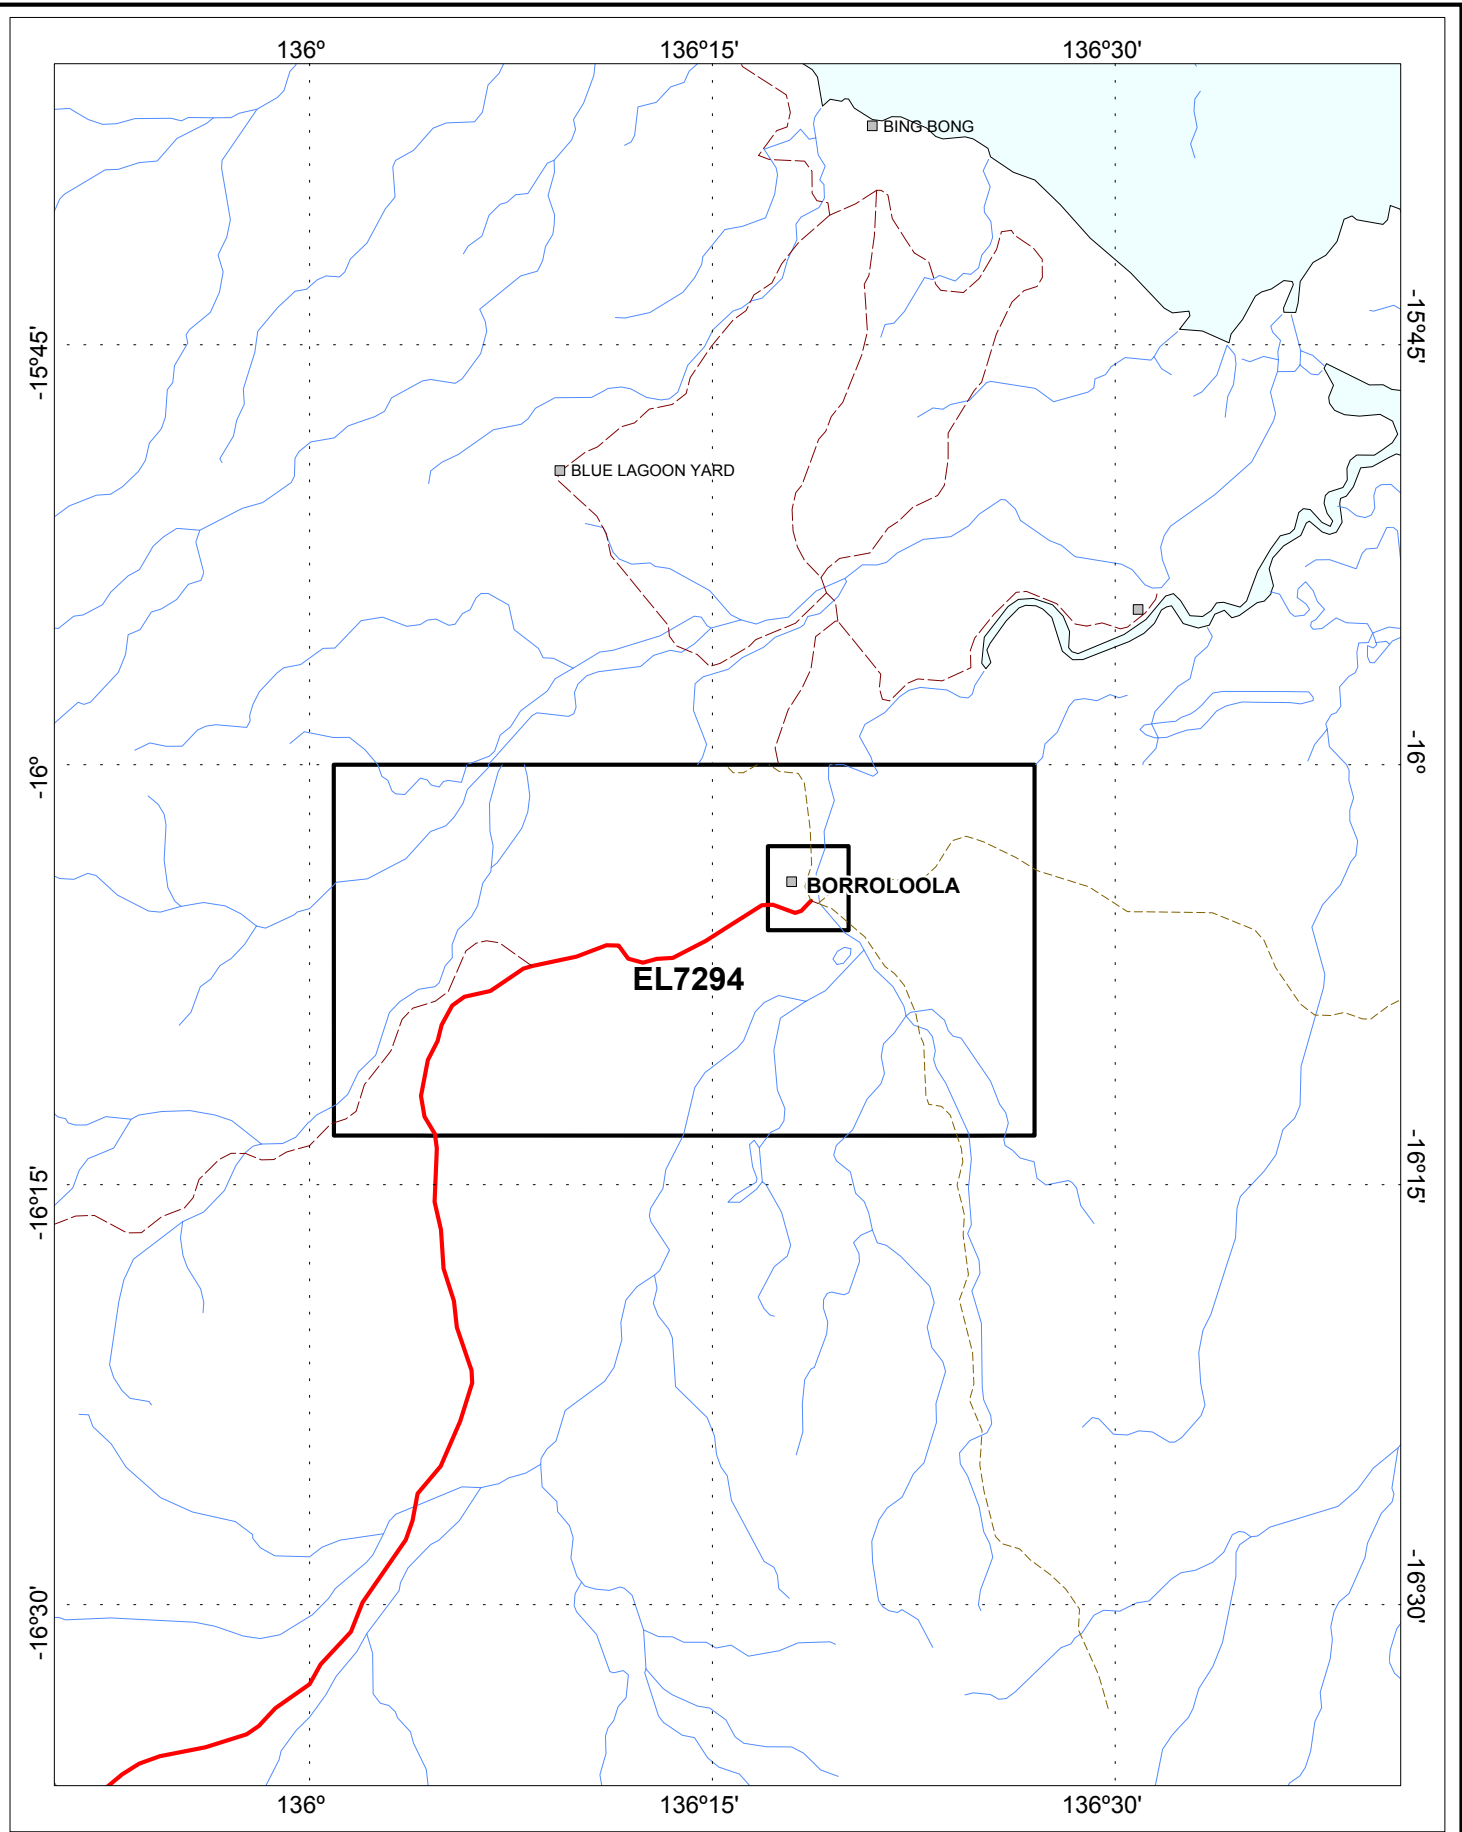 136º 136º15' 136º30'
BING BONG
-15º45' -15º45'
BLUE LAGOON YARD
-16º -16º
BORROLOOLA
EL7294
-16º15' -16º15'
-16º30' -16º30'
136º 136º15' 136º30'